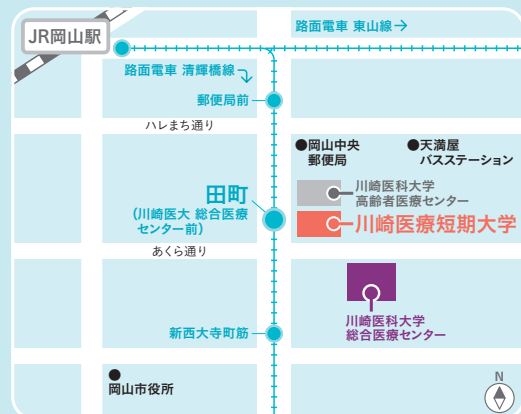 JR岡山駅
路面電車 東山線→
路面電車 清輝橋線
郵便局前
ハレまち通り
●岡山中央
郵便局
●天満屋
バスステーション
田町
(川崎医大 総合医療
センター前)
川崎医科大学
高齢者医療センター
川崎医療短期大学
あくら通り
川崎医科大学
総合医療センター
新西大寺町筋
岡山市役所
N